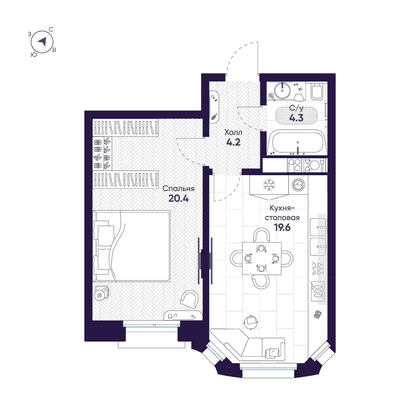 С
З
В
Ю
С/у
4.3
Холл
4.2
Спальня
20.4
Кухня-
столовая
19.6